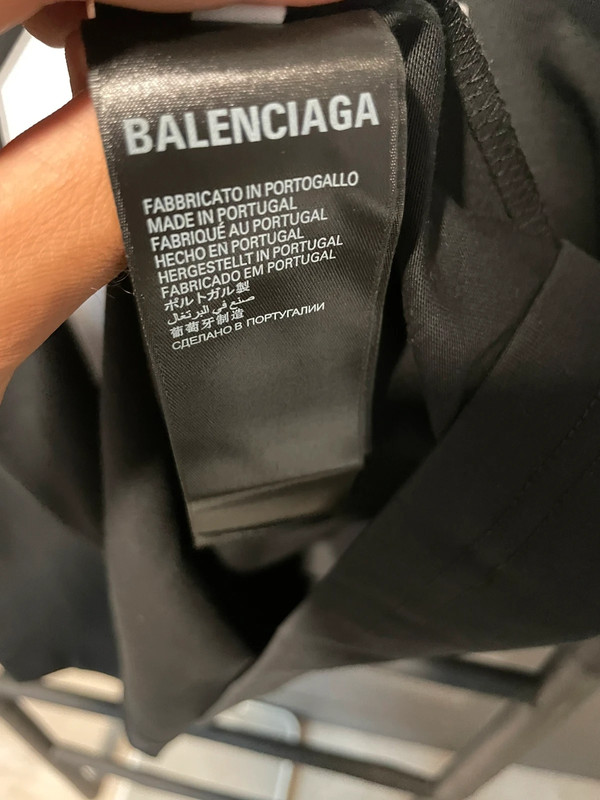 BALENCIAGA
FABBRICATO IN PORTOGALLO
MADE IN PORTUGAL
FABRIQUÉ AU PORTUGAL
HECHO EN PORTUGAL
HERGESTELLT IN PORTUGAL
FABRICADO EM PORTUGAL
ポルトガル製
صنع في البرتغال
葡萄牙制造
СДЕЛАНО В ПОРТУГАЛИИ